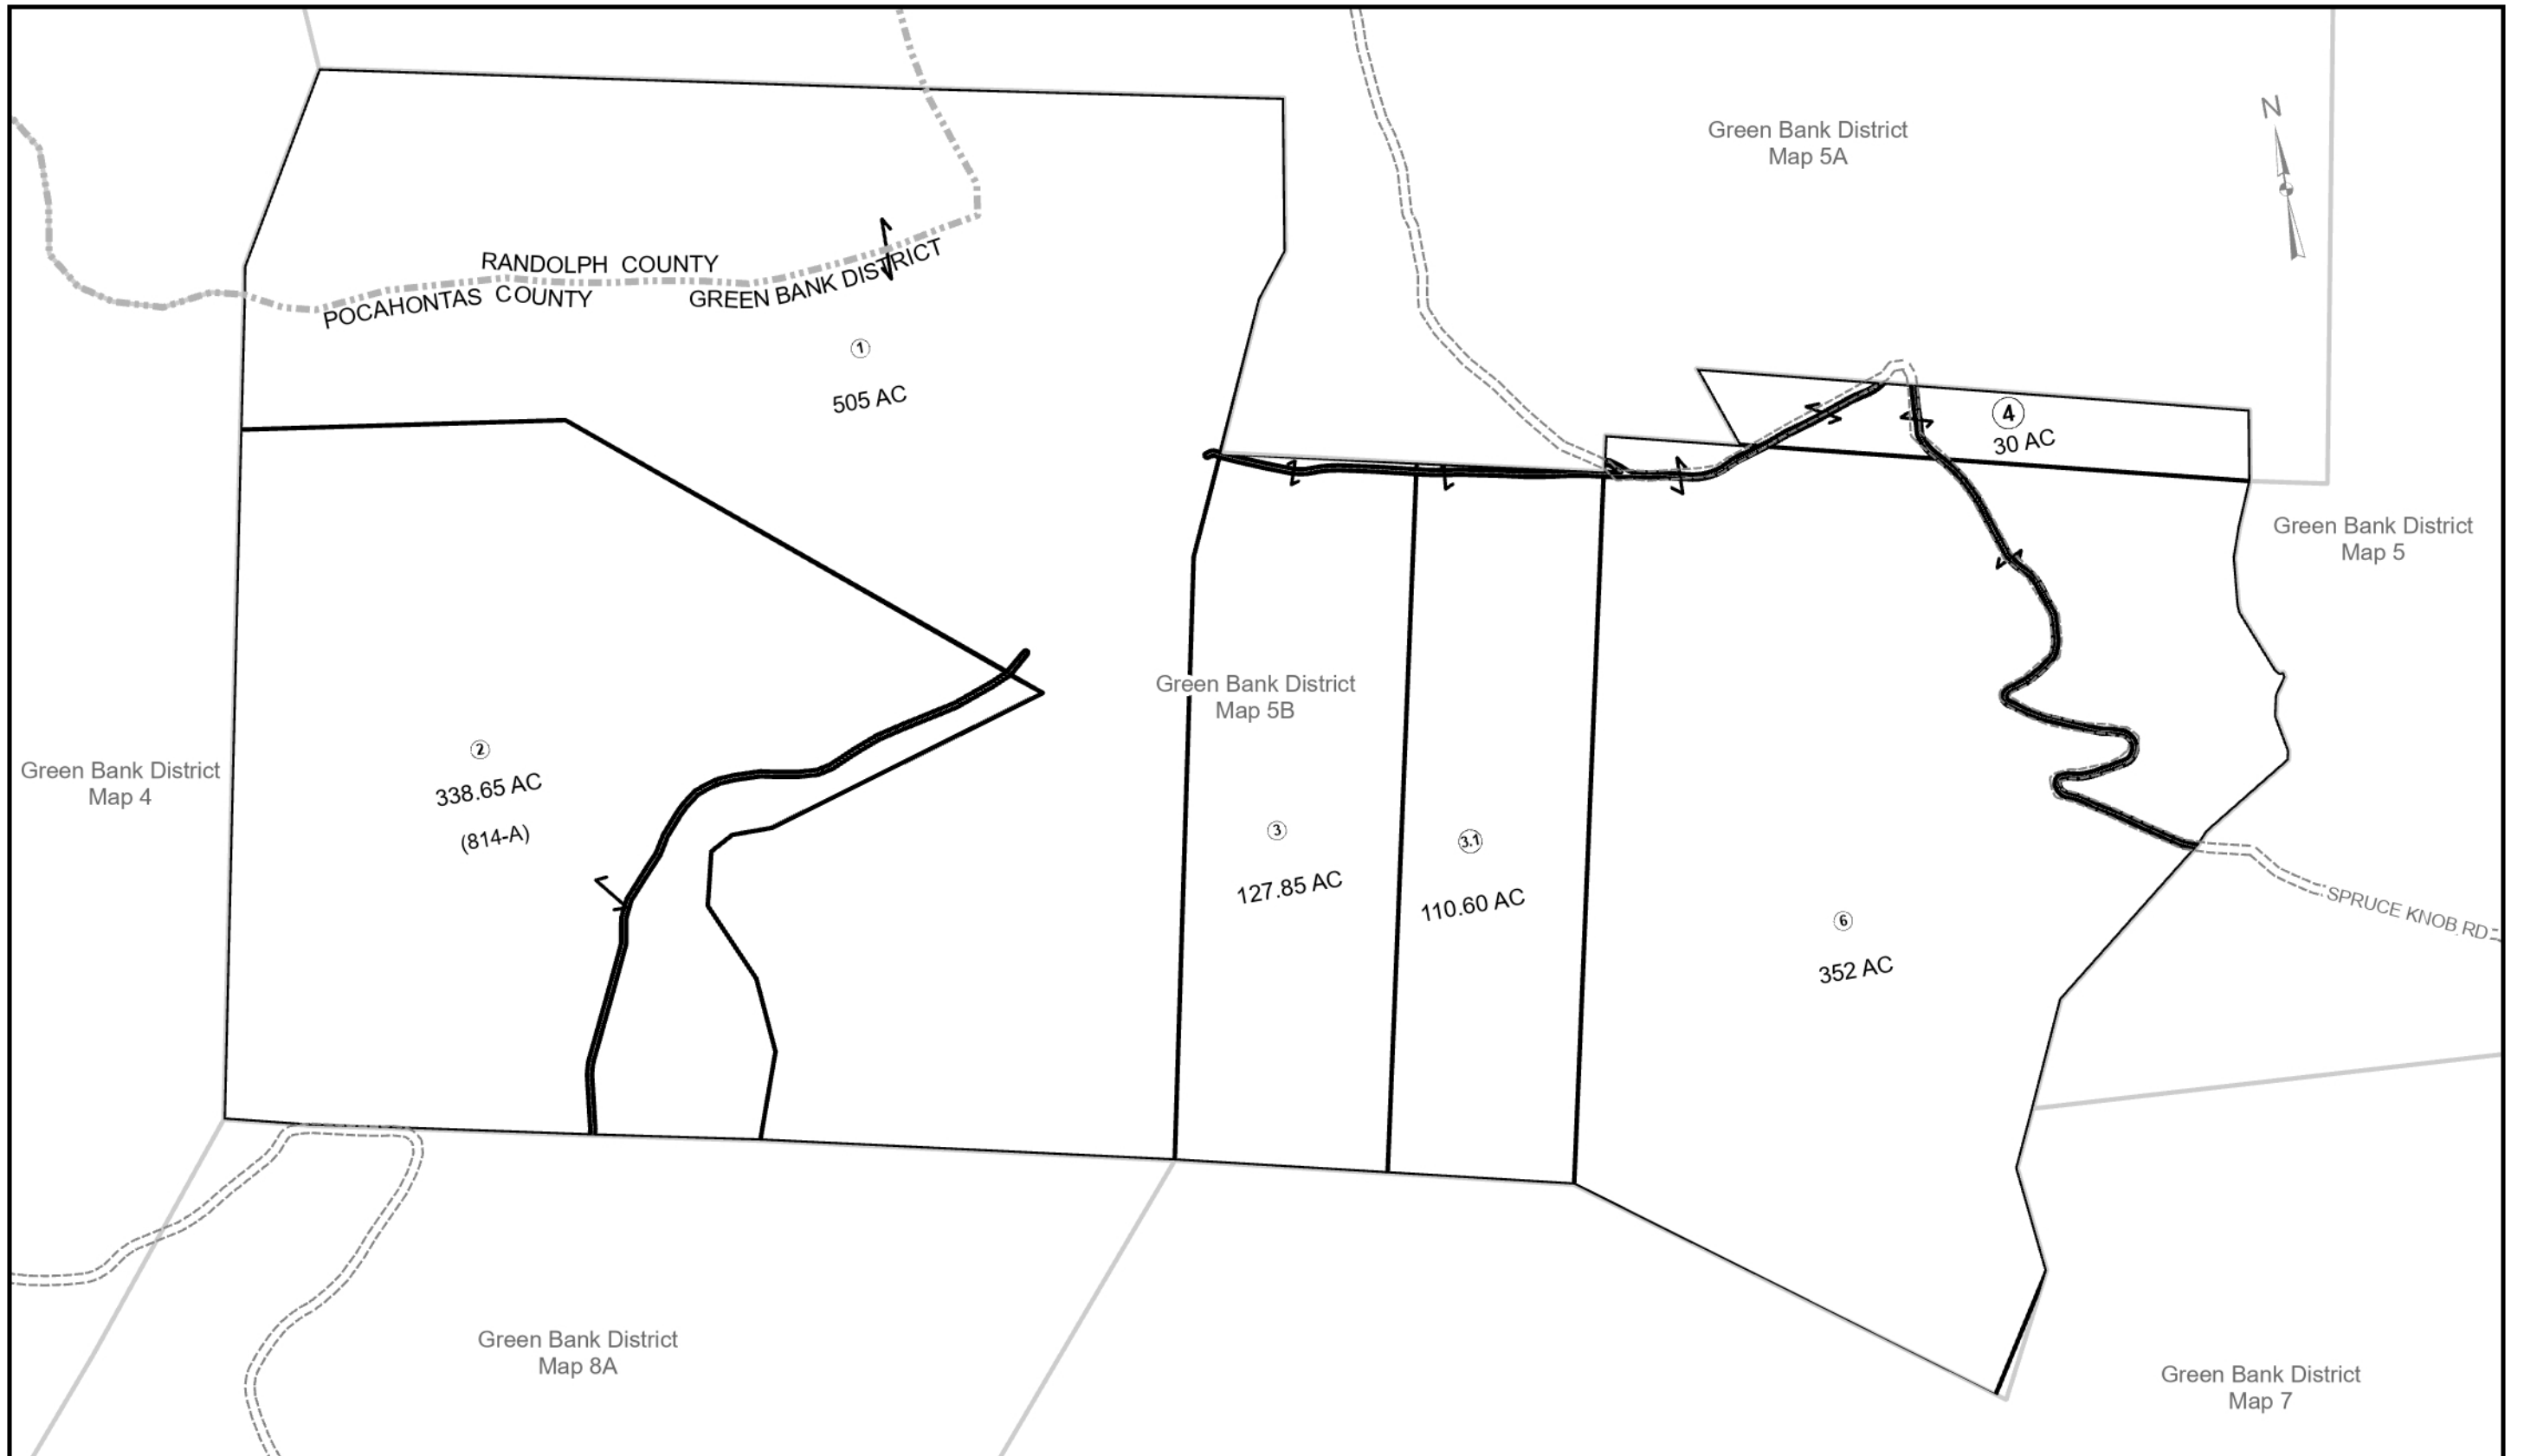 N
Green Bank District
Map 5A
RANDOLPH COUNTY
POCAHONTAS COUNTY
GREEN BANK DISTRICT
1
505 AC
4
30 AC
Green Bank District
Map 5
Green Bank District
Map 5B
2
338.65 AC
(814-A)
Green Bank District
Map 4
3
127.85 AC
3.1
110.60 AC
6
352 AC
SPRUCE KNOB RD
Green Bank District
Map 8A
Green Bank District
Map 7